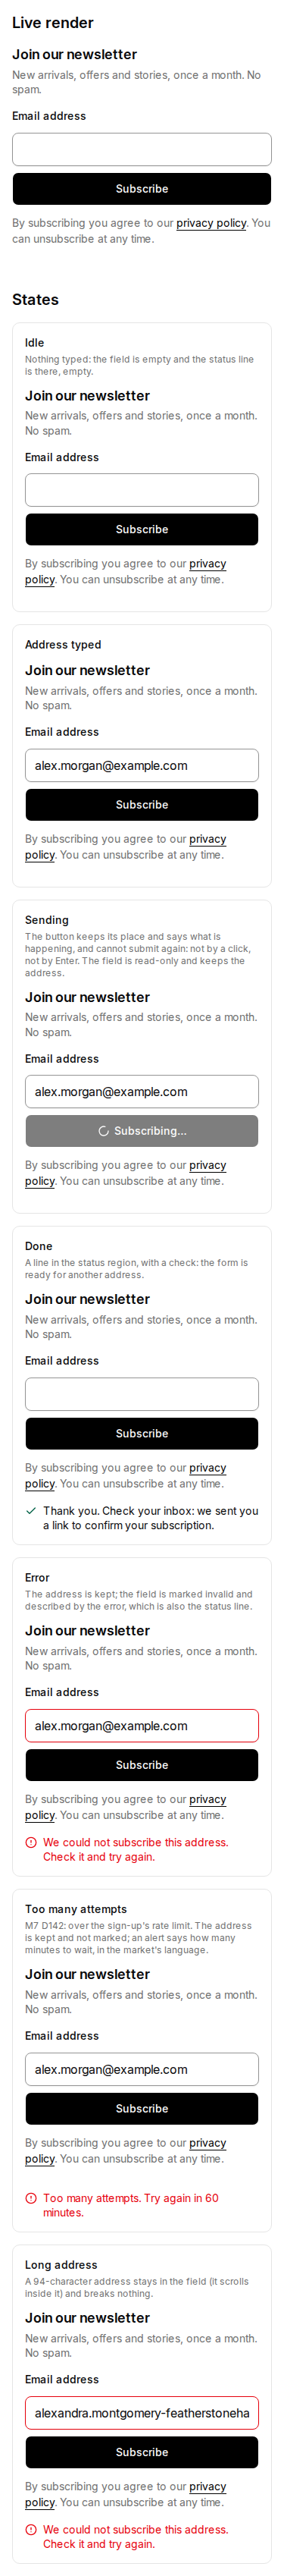 Live render
Join our newsletter
New arrivals, offers and stories, once a month. No
spam.
Email address
Subscribe
By subscribing you agree to our privacy policy. You
can unsubscribe at any time.
States
Idle
Nothing typed: the field is empty and the status line
is there, empty.
Join our newsletter
New arrivals, offers and stories, once a month.
No spam.
Email address
Subscribe
By subscribing you agree to our privacy
policy. You can unsubscribe at any time.
Address typed
Join our newsletter
New arrivals, offers and stories, once a month.
No spam.
Email address
alex.morgan@example.com
Subscribe
By subscribing you agree to our privacy
policy. You can unsubscribe at any time.
Sending
The button keeps its place and says what is
happening, and cannot submit again: not by a click,
not by Enter. The field is read-only and keeps the
address.
Join our newsletter
New arrivals, offers and stories, once a month.
No spam.
Email address
alex.morgan@example.com
Subscribing...
By subscribing you agree to our privacy
policy. You can unsubscribe at any time.
Done
A line in the status region, with a check: the form is
ready for another address.
Join our newsletter
New arrivals, offers and stories, once a month.
No spam.
Email address
Subscribe
By subscribing you agree to our privacy
policy. You can unsubscribe at any time.
Thank you. Check your inbox: we sent you
a link to confirm your subscription.
Error
The address is kept; the field is marked invalid and
described by the error, which is also the status line.
Join our newsletter
New arrivals, offers and stories, once a month.
No spam.
Email address
alex.morgan@example.com
Subscribe
By subscribing you agree to our privacy
policy. You can unsubscribe at any time.
We could not subscribe this address.
Check it and try again.
Too many attempts
M7 D142: over the sign-up's rate limit. The address
is kept and not marked; an alert says how many
minutes to wait, in the market's language.
Join our newsletter
New arrivals, offers and stories, once a month.
No spam.
Email address
alex.morgan@example.com
Subscribe
By subscribing you agree to our privacy
policy. You can unsubscribe at any time.
Too many attempts. Try again in 60
minutes.
Long address
A 94-character address stays in the field (it scrolls
inside it) and breaks nothing.
Join our newsletter
New arrivals, offers and stories, once a month.
No spam.
Email address
alexandra.montgomery-featherstoneha
Subscribe
By subscribing you agree to our privacy
policy. You can unsubscribe at any time.
We could not subscribe this address.
Check it and try again.